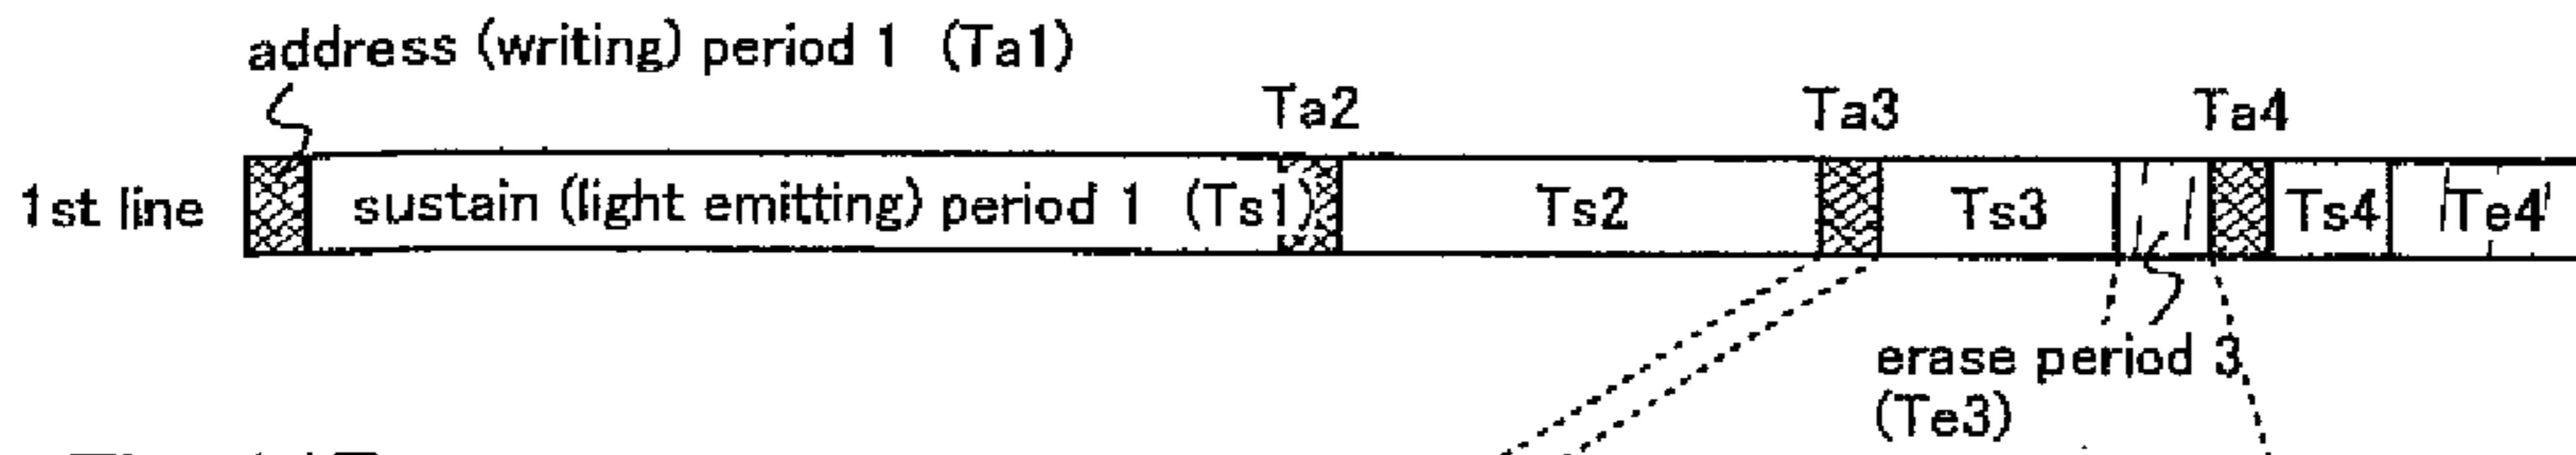 address (writing) period 1 (Ta1)
Ta2
Ta3
Ta4
1st line
sustain (light emitting) period 1 (Ts1)
Ts2
Ts3
Ts4
Te4
erase period 3
(Te3)